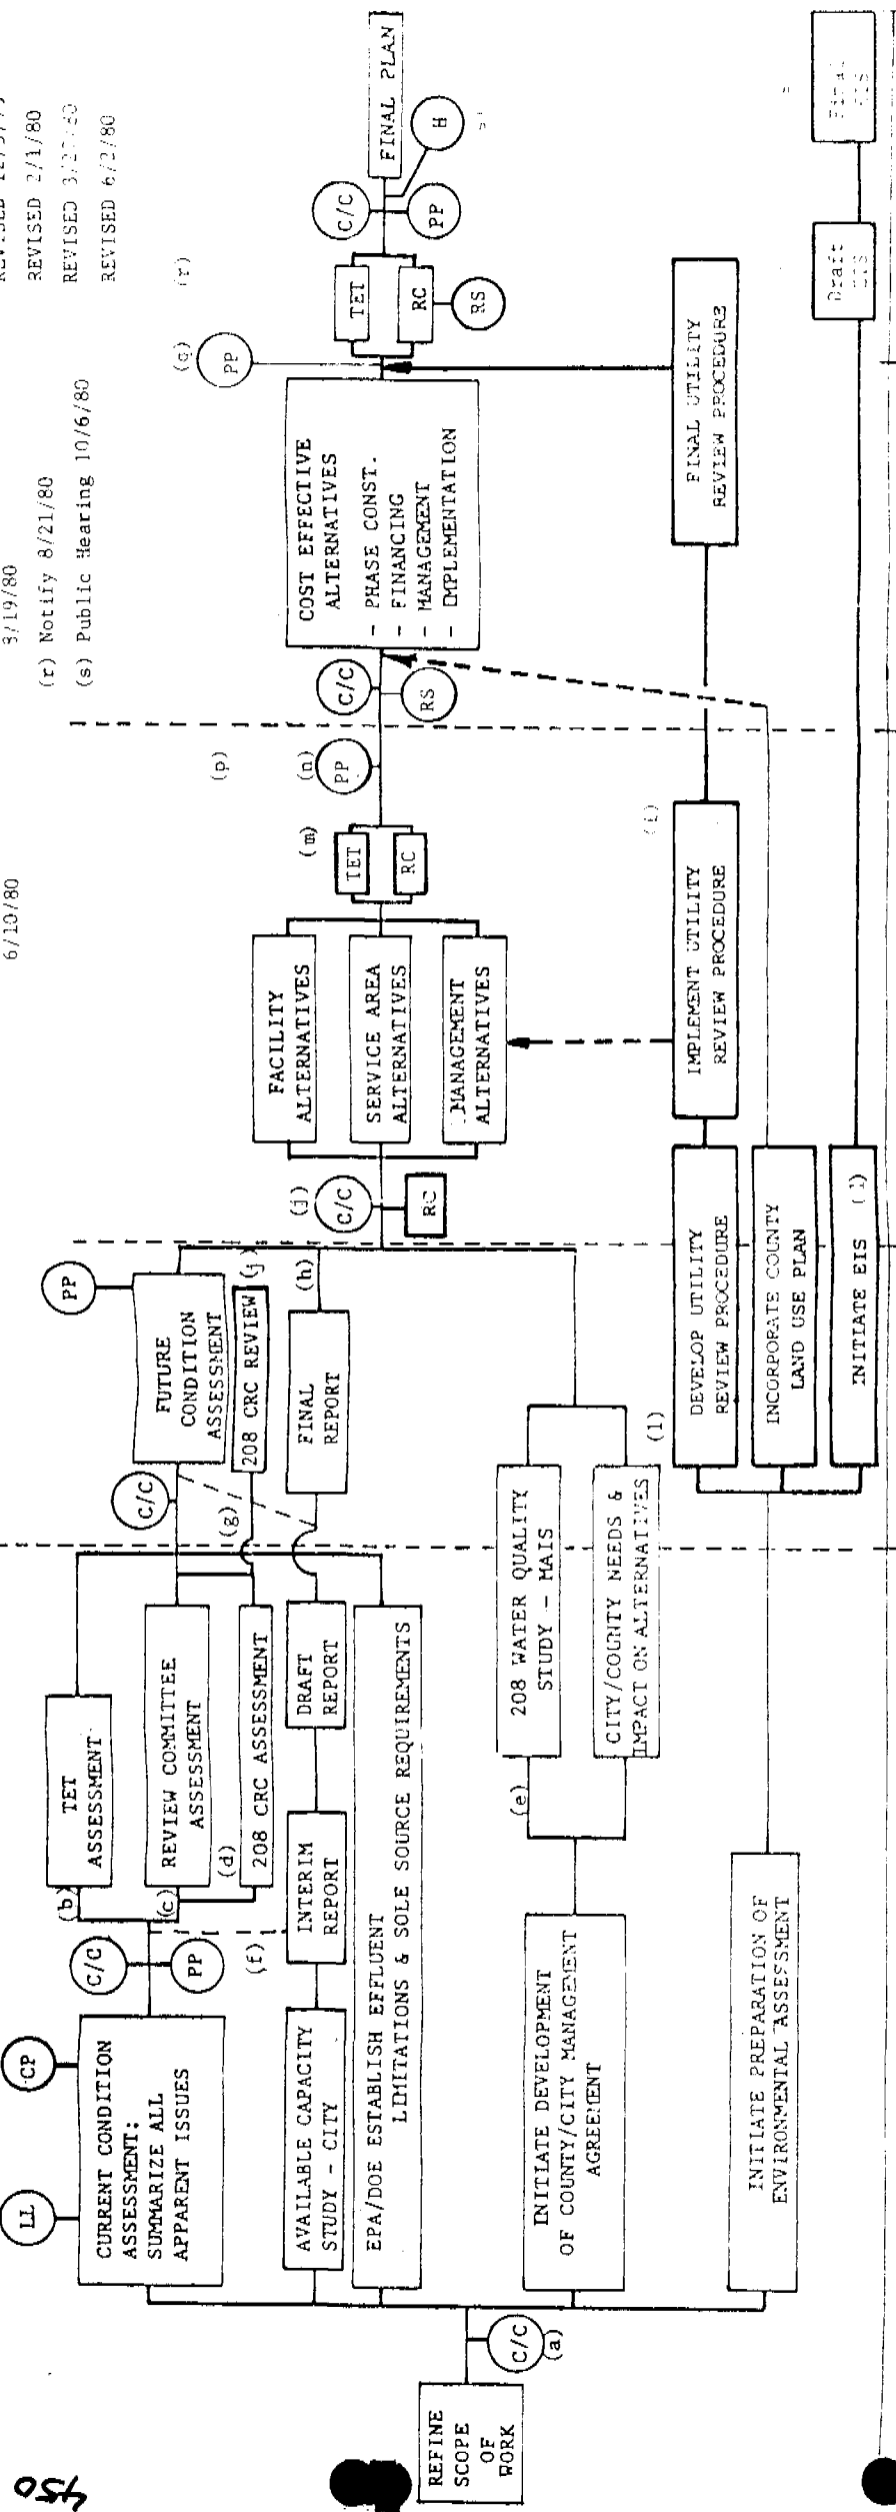 450
REVISED 2/1/80
REVISED
REVISED 6/2/80
3/19/80
(r) Notify 8/21/80
(s) Public Hearing 10/6/80
6/10/80
REFINE
SCOPE
OF
WORK
C/C
(a)
LL
CP
CURRENT CONDITION
ASSESSMENT:
SUMMARIZE ALL
APPARENT ISSUES
C/C
PP
(b)
TET
ASSESSMENT
(c)
REVIEW COMMITTEE
ASSESSMENT
(d)
208 CRC ASSESSMENT
(f)
AVAILABLE CAPACITY
STUDY - CITY
INTERIM
REPORT
DRAFT
REPORT
EPA/DOE ESTABLISH EFFLUENT
LIMITATIONS & SOLE SOURCE REQUIREMENTS
INITIATE DEVELOPMENT
OF COUNTY/CITY MANAGEMENT
AGREEMENT
(e)
208 WATER QUALITY
STUDY - MAIS
CITY/COUNTY NEEDS &
IMPACT ON ALTERNATIVES
(l)
INITIATE PREPARATION OF
ENVIRONMENTAL ASSESSMENT
C/C
PP
FUTURE
CONDITION
ASSESSMENT
(g)
208 CRC REVIEW
(j)
FINAL
REPORT
(h)
DEVELOP UTILITY
REVIEW PROCEDURE
INCORPORATE COUNTY
LAND USE PLAN
INITIATE EIS
(j)
C/C
RC
FACILITY
ALTERNATIVES
SERVICE AREA
ALTERNATIVES
MANAGEMENT
ALTERNATIVES
(m)
TET
RC
(n)
PP
(p)
IMPLEMENT UTILITY
REVIEW PROCEDURE
C/C
RS
COST EFFECTIVE
ALTERNATIVES
- PHASE CONST.
- FINANCING
- MANAGEMENT
- IMPLEMENTATION
FINAL UTILITY
REVIEW PROCEDURE
(q)
PP
(r)
TET
RC
RS
C/C
PP
H
FINAL PLAN
Draft
EIS
Final
EIS